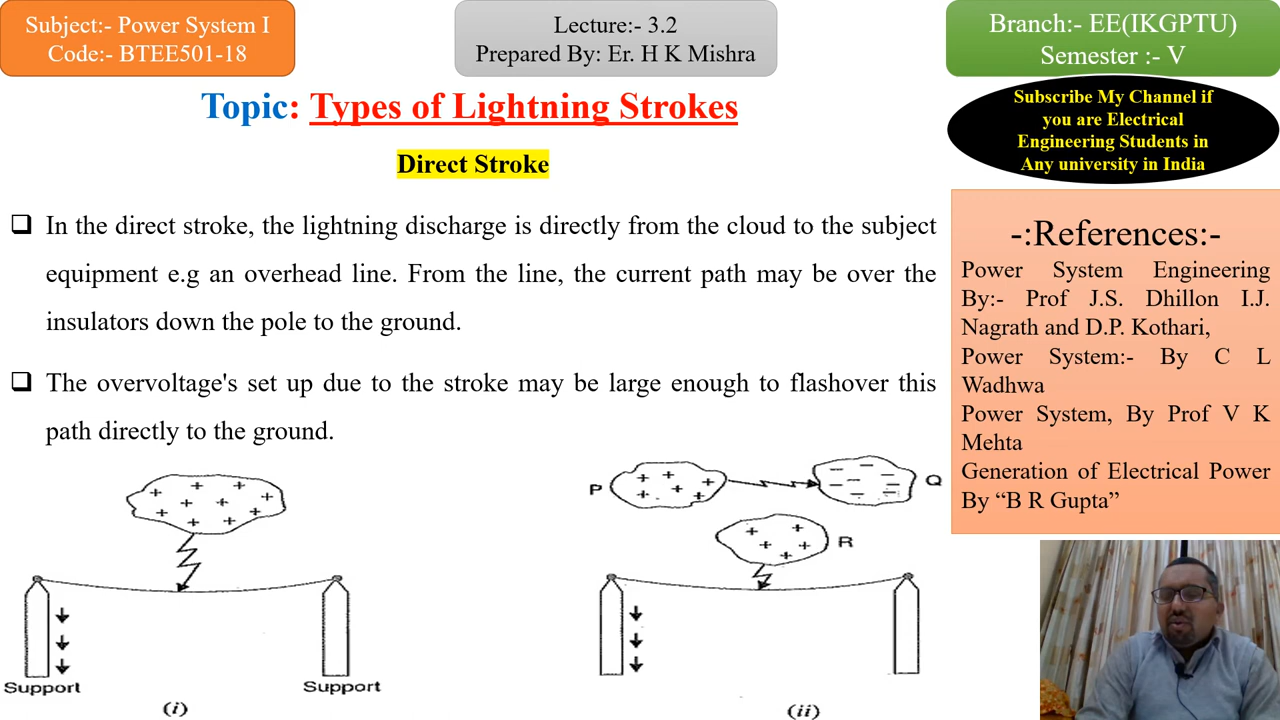 Subject:- Power System I
Code:- BTEE501-18
Lecture:- 3.2
Prepared By: Er. H K Mishra
Branch:- EE(IKGPTU)
Semester :- V
Topic: Types of Lightning Strokes
Subscribe My Channel if
you are Electrical
Engineering Students in
Any university in India
Direct Stroke
❑ In the direct stroke, the lightning discharge is directly from the cloud to the subject
equipment e.g an overhead line. From the line, the current path may be over the
insulators down the pole to the ground.
❑ The overvoltage's set up due to the stroke may be large enough to flashover this
path directly to the ground.
-:References:-
Power System Engineering
By:- Prof J.S. Dhillon I.J.
Nagrath and D.P. Kothari,
Power System:- By C L
Wadhwa
Power System, By Prof V K
Mehta
Generation of Electrical Power
By “B R Gupta”
P
Q
R
Support
Support
(i)
(ii)